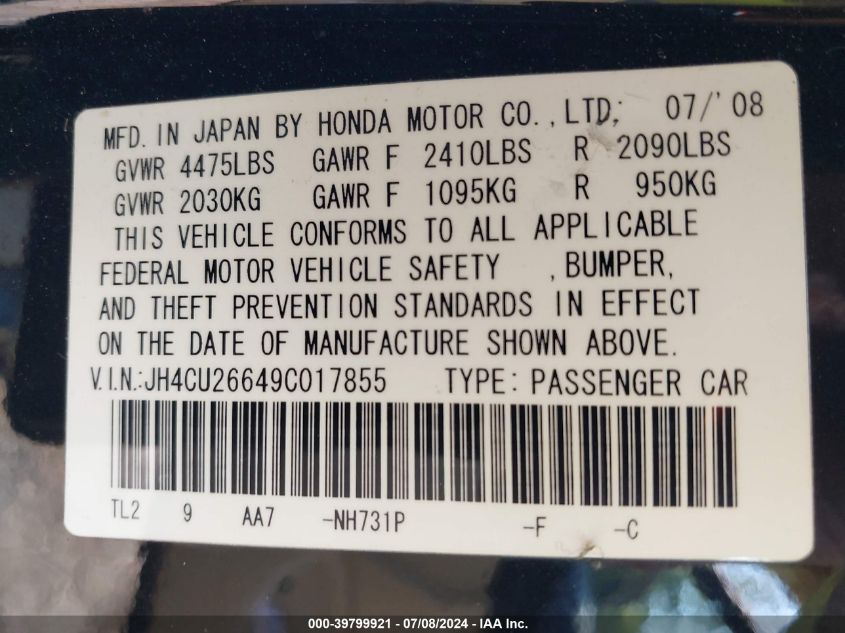 MFD. IN JAPAN BY HONDA MOTOR CO., LTD; 07/'08
GVWR 4475LBS GAWR F 2410LBS R 2090LBS
GVWR 2030KG GAWR F 1095KG R 950KG
THIS VEHICLE CONFORMS TO ALL APPLICABLE
FEDERAL MOTOR VEHICLE SAFETY , BUMPER,
AND THEFT PREVENTION STANDARDS IN EFFECT
ON THE DATE OF MANUFACTURE SHOWN ABOVE.
V.I.N.:JH4CU26649C017855 TYPE: PASSENGER CAR
TL2 9 AA7 -NH731P -F -C
000-39799921 - 07/08/2024 - IAA Inc.